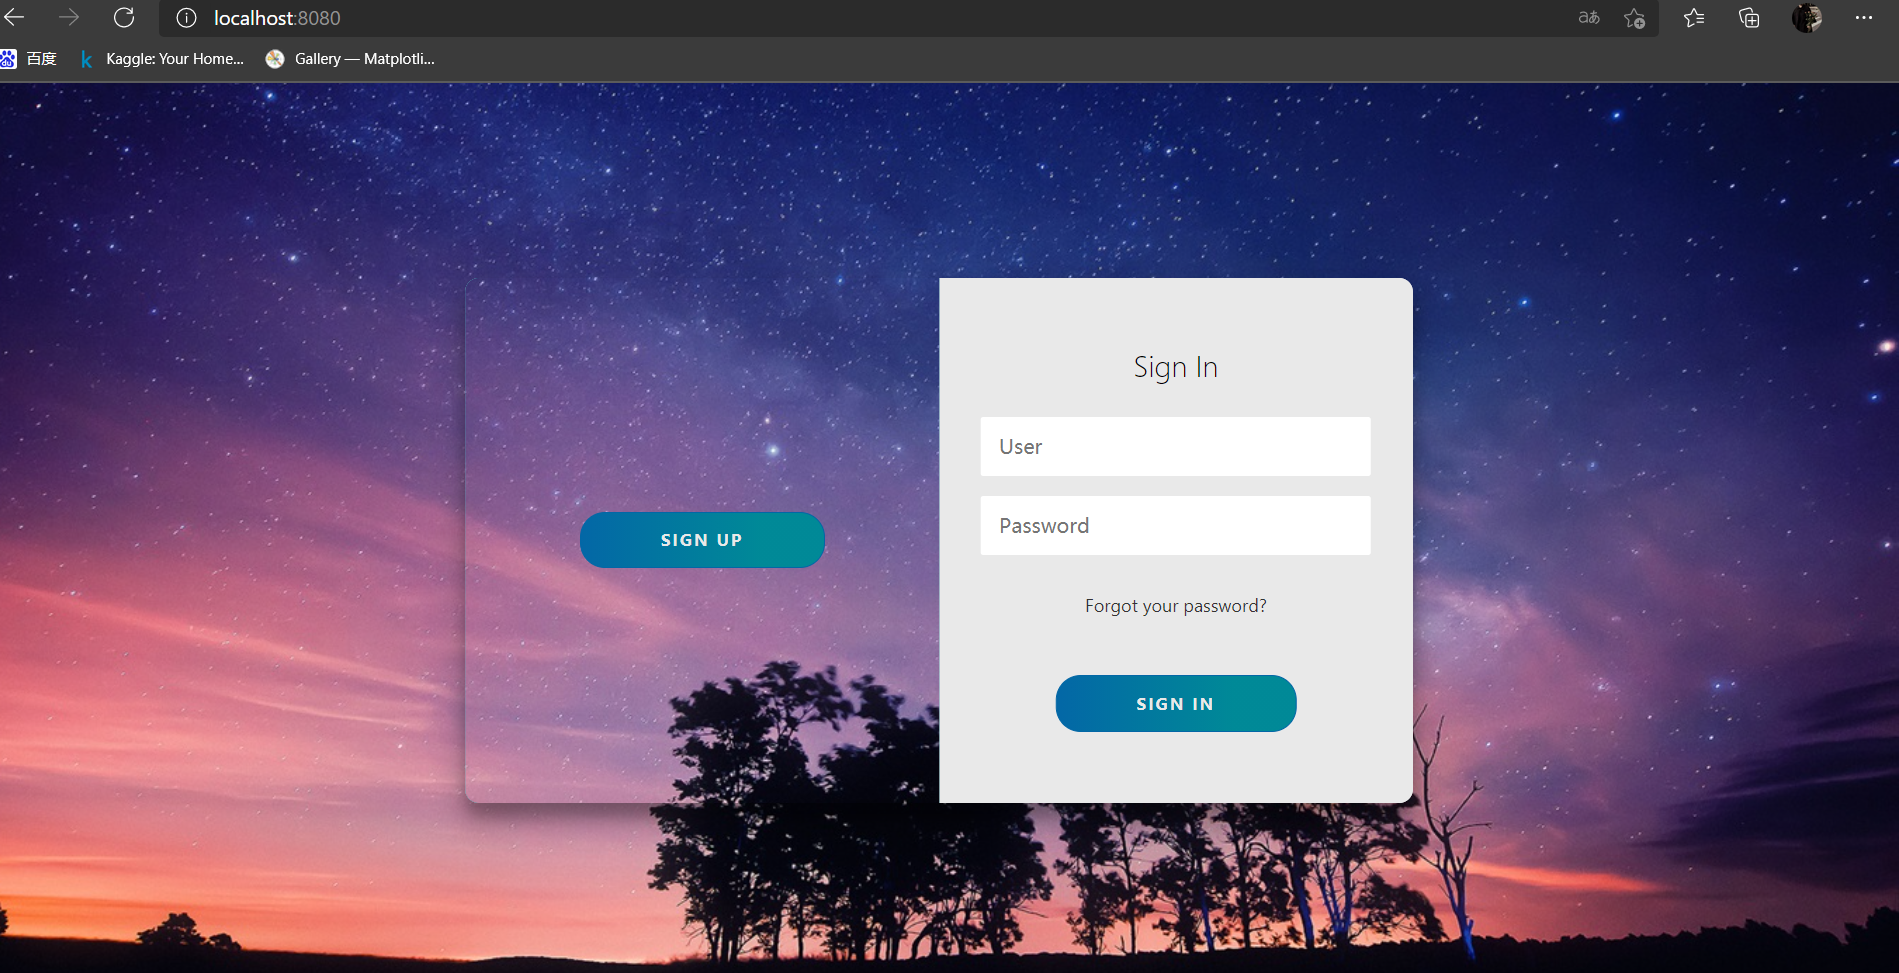 localhost:8080
aあ
百度
Kaggle: Your Home...
Gallery — Matplotli...
Sign In
User
Password
SIGN UP
Forgot your password?
SIGN IN